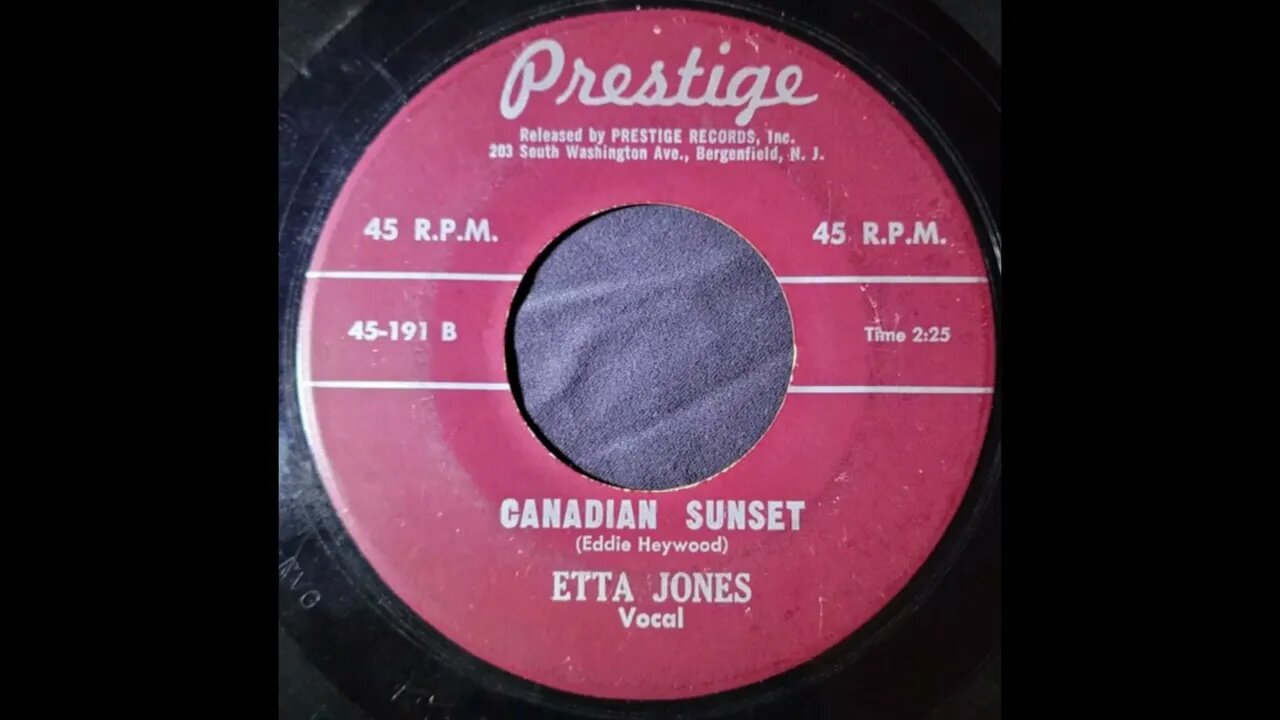 Prestige
Released by PRESTIGE RECORDS, Inc.
203 South Washington Ave., Bergenfield, N. J.
45 R.P.M. 45 R.P.M.
45-191 B Time 2:25
CANADIAN SUNSET
(Eddie Heywood)
ETTA JONES
Vocal
AVG